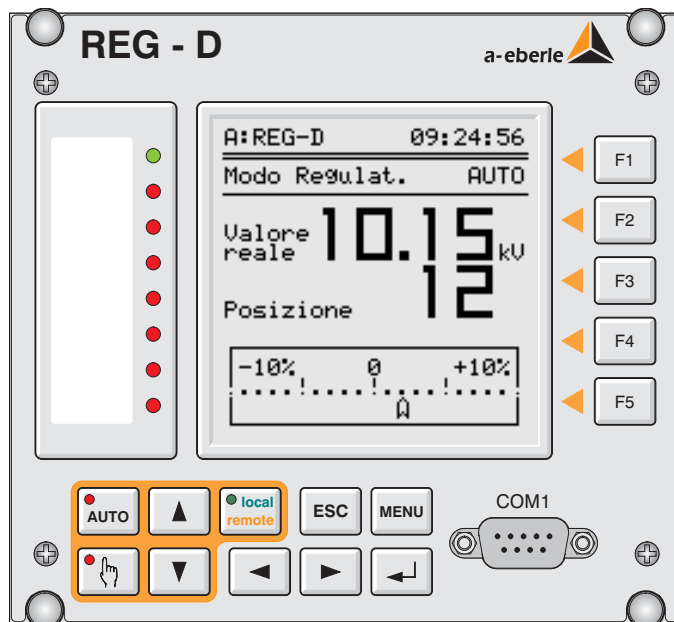 REG - D
a-eberle
A:REG-D 09:24:56
Modo Regulat. AUTO
Valore reale 10.15 kV
Posizione 12
-10% 0 +10%
F1
F2
F3
F4
F5
AUTO
local
remote
ESC
MENU
COM1